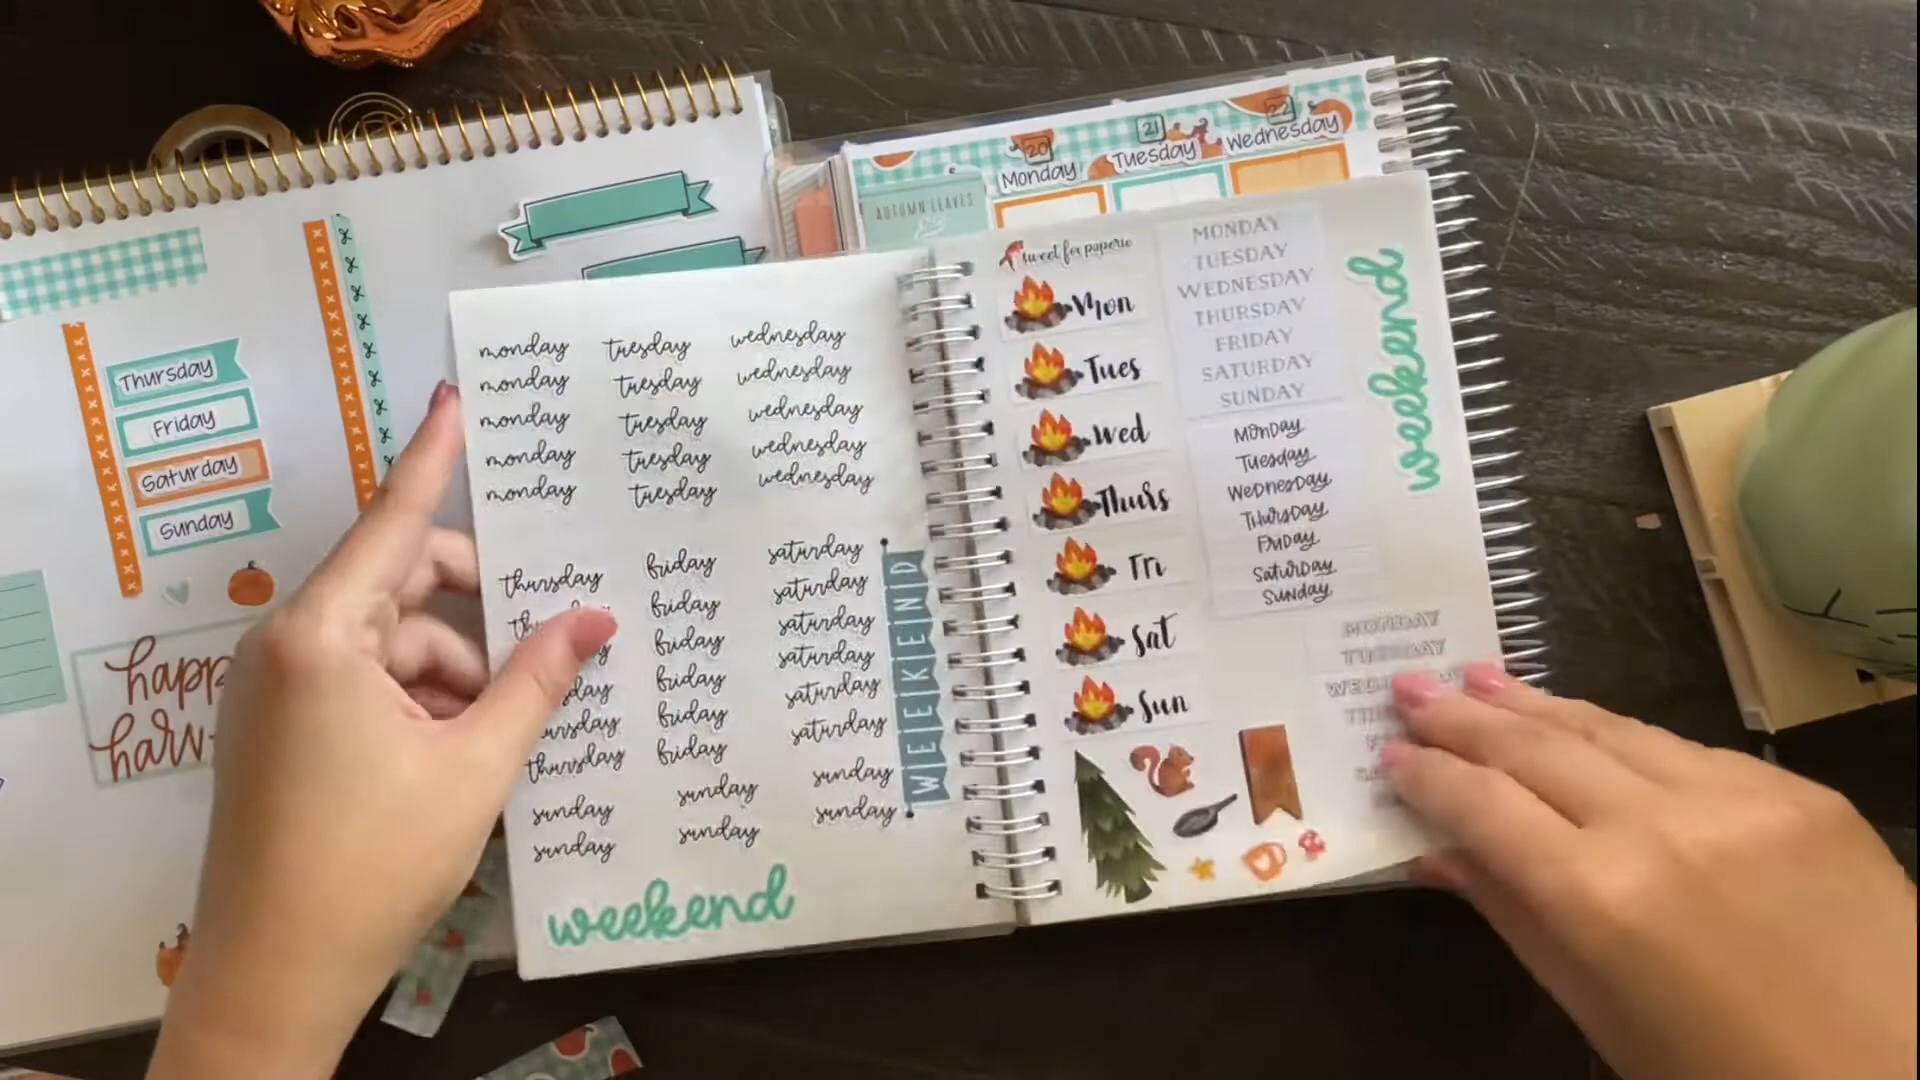 20
21
22
Monday
Tuesday
Wednesday
AUTUMN LEAVES
Thursday
Friday
Saturday
Sunday
happ
harv
monday tuesday wednesday
monday tuesday wednesday
monday tuesday wednesday
monday tuesday wednesday
monday tuesday wednesday
thursday friday saturday
friday saturday
friday saturday
friday saturday
thursday friday saturday
thursday friday saturday
sunday sunday sunday
sunday sunday sunday
weekend
WEEKEND
sweet for paperie
Mon
Tues
Wed
Thurs
Fri
Sat
Sun
MONDAY
TUESDAY
WEDNESDAY
THURSDAY
FRIDAY
SATURDAY
SUNDAY
Monday
Tuesday
Wednesday
Thursday
Friday
Saturday
Sunday
weekend
MONDAY
TUESDAY